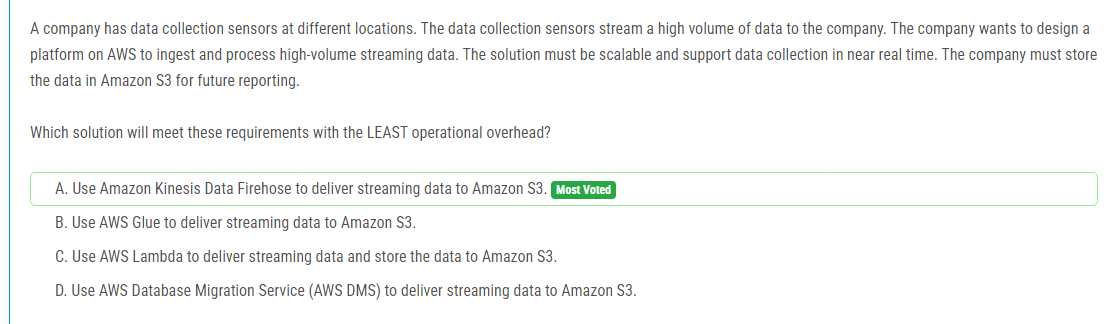 A company has data collection sensors at different locations. The data collection sensors stream a high volume of data to the company. The company wants to design a
platform on AWS to ingest and process high-volume streaming data. The solution must be scalable and support data collection in near real time. The company must store
the data in Amazon S3 for future reporting.
Which solution will meet these requirements with the LEAST operational overhead?
A. Use Amazon Kinesis Data Firehose to deliver streaming data to Amazon S3. Most Voted
B. Use AWS Glue to deliver streaming data to Amazon S3.
C. Use AWS Lambda to deliver streaming data and store the data to Amazon S3.
D. Use AWS Database Migration Service (AWS DMS) to deliver streaming data to Amazon S3.